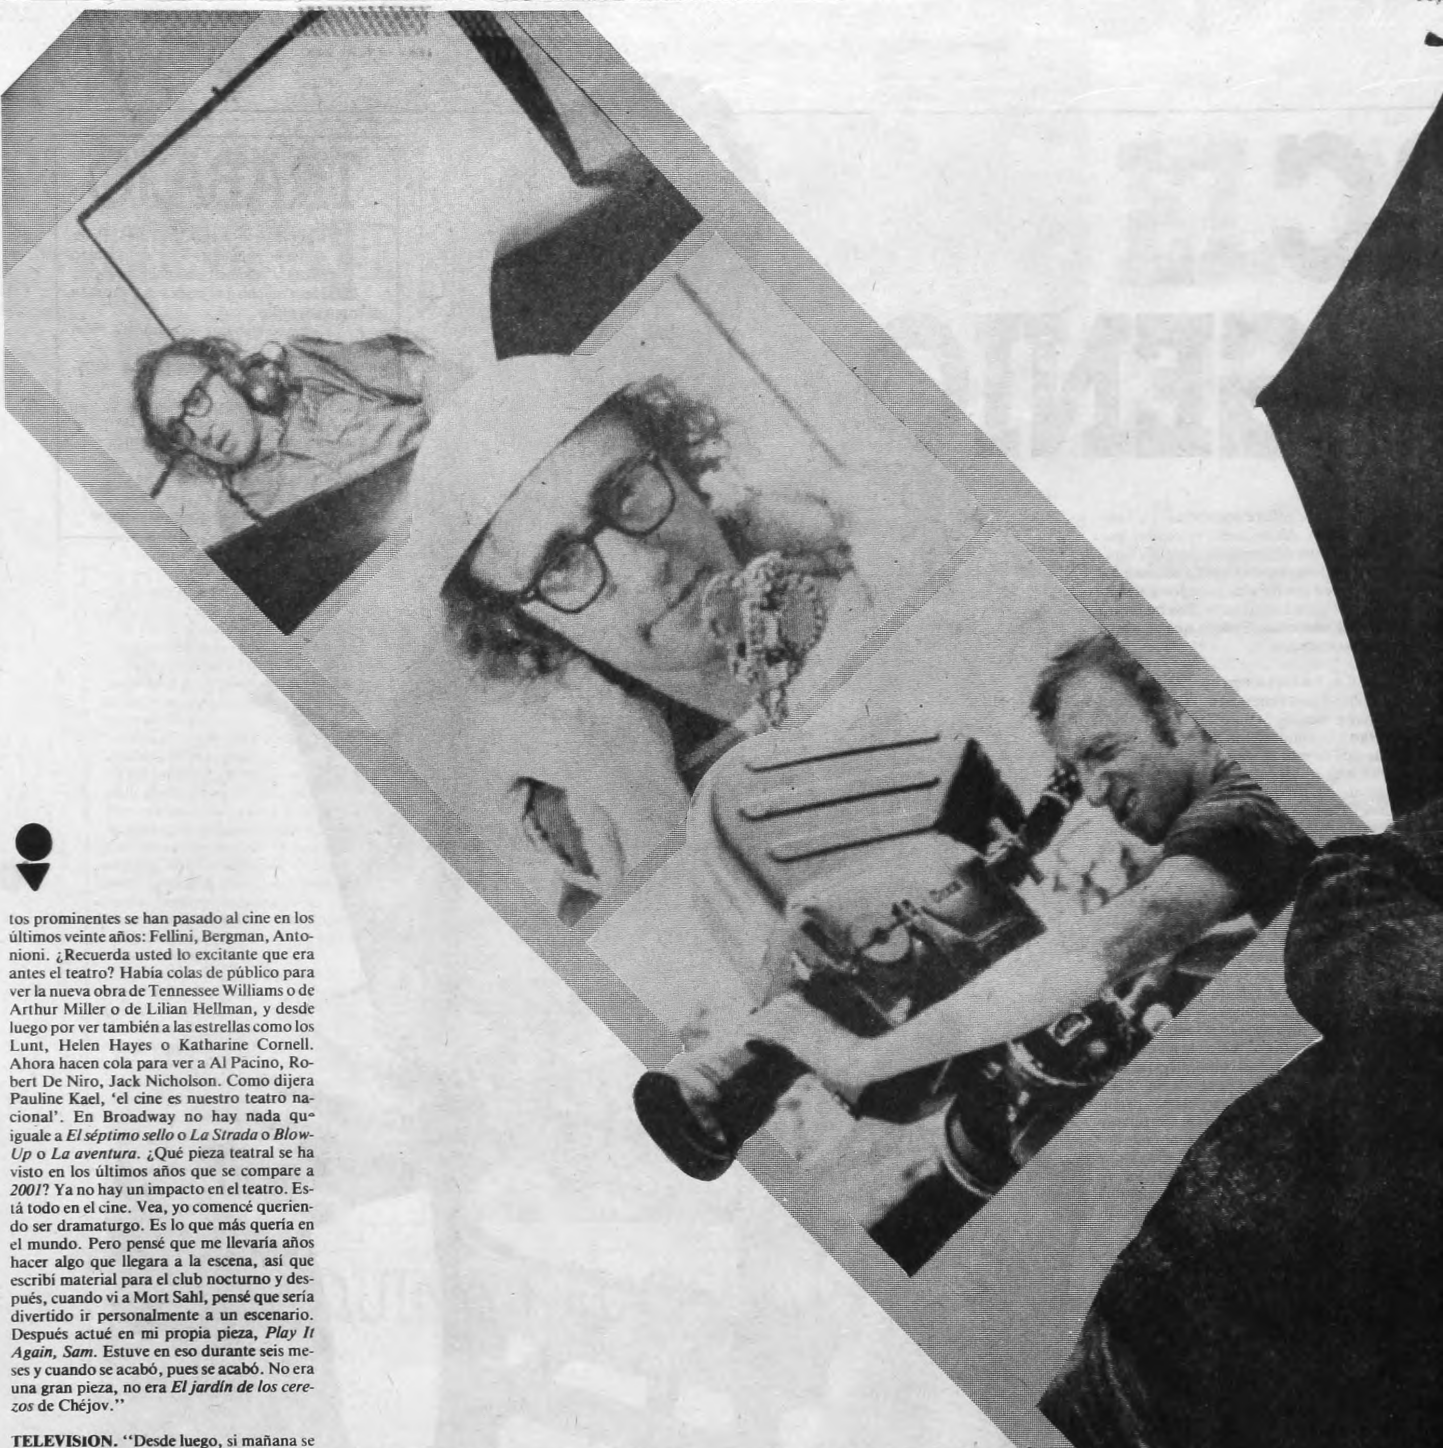 tos prominentes se han pasado al cine en los
últimos veinte años: Fellini, Bergman, Anto-
nioni. ¿Recuerda usted lo excitante que era
antes el teatro? Había colas de público para
ver la nueva obra de Tennessee Williams o de
Arthur Miller o de Lilian Hellman, y desde
luego por ver también a las estrellas como los
Lunt, Helen Hayes o Katharine Cornell.
Ahora hacen cola para ver a Al Pacino, Ro-
bert De Niro, Jack Nicholson. Como dijera
Pauline Kael, ‘el cine es nuestro teatro na-
cional’. En Broadway no hay nada que
iguale a El séptimo sello o La Strada o Blow-
Up o La aventura. ¿Qué pieza teatral se ha
visto en los últimos años que se compare a
2001? Ya no hay un impacto en el teatro. Es-
tá todo en el cine. Vea, yo comencé querien-
do ser dramaturgo. Es lo que más quería en
el mundo. Pero pensé que me llevaría años
hacer algo que llegara a la escena, así que
escribí material para el club nocturno y des-
pués, cuando vi a Mort Sahl, pensé que sería
divertido ir personalmente a un escenario.
Después actué en mi propia pieza, Play It
Again, Sam. Estuve en eso durante seis me-
ses y cuando se acabó, pues se acabó. No era
una gran pieza, no era El jardín de los cere-
zos de Chéjov.”
TELEVISION. “Desde luego, si mañana se